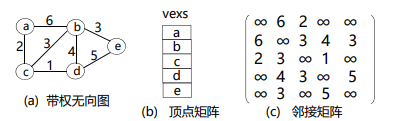 vexs
a 6 b 3 e
2 3 4 5
c 1 d
a
b
c
d
e
∞ 6 2 ∞ ∞
6 ∞ 3 4 3
2 3 ∞ 1 ∞
∞ 4 3 ∞ 5
∞ 3 ∞ 5 ∞
(a) 带权无向图
(b) 顶点矩阵
(c) 邻接矩阵